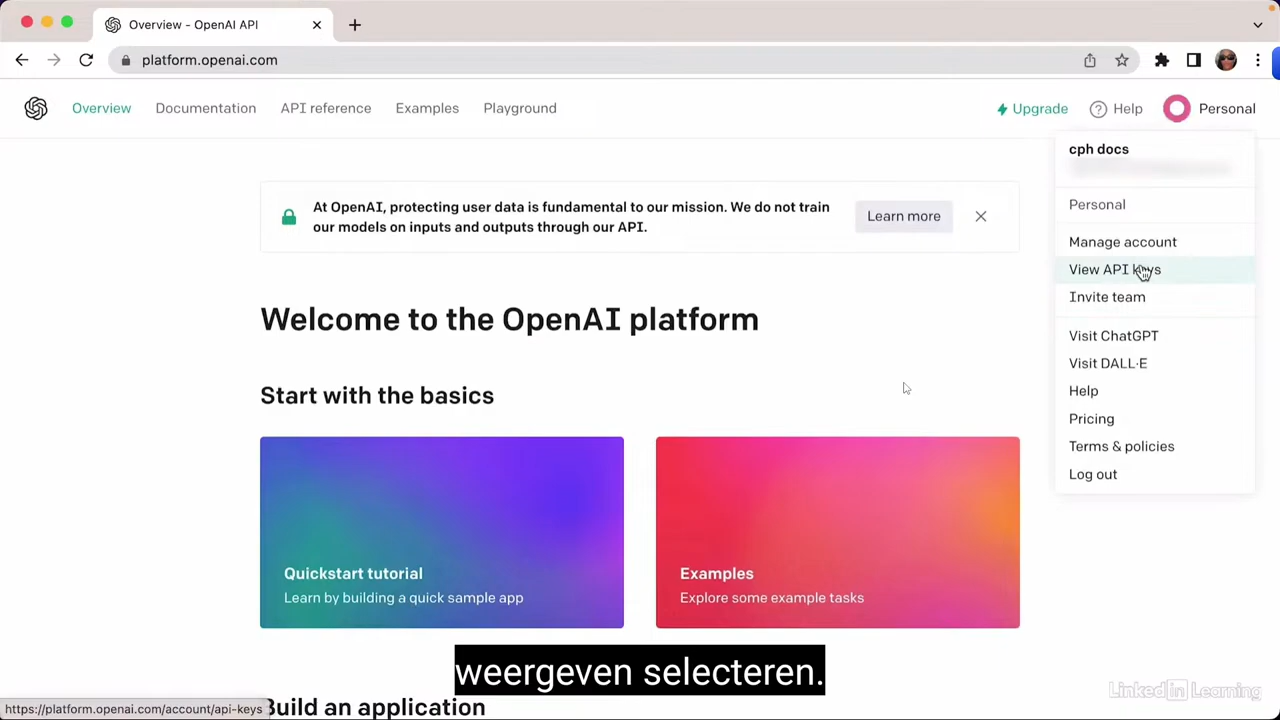 Overview - OpenAI API
platform.openai.com
Overview
Documentation
API reference
Examples
Playground
Upgrade
Help
Personal
cph docs
Personal
Manage account
View API keys
Invite team
Visit ChatGPT
Visit DALL·E
Help
Pricing
Terms & policies
Log out
At OpenAI, protecting user data is fundamental to our mission. We do not train
our models on inputs and outputs through our API.
Learn more
Welcome to the OpenAI platform
Start with the basics
Quickstart tutorial
Learn by building a quick sample app
Examples
Explore some example tasks
weergeven selecteren.
Build an application
https://platform.openai.com/account/api-keys
LinkedIn Learning